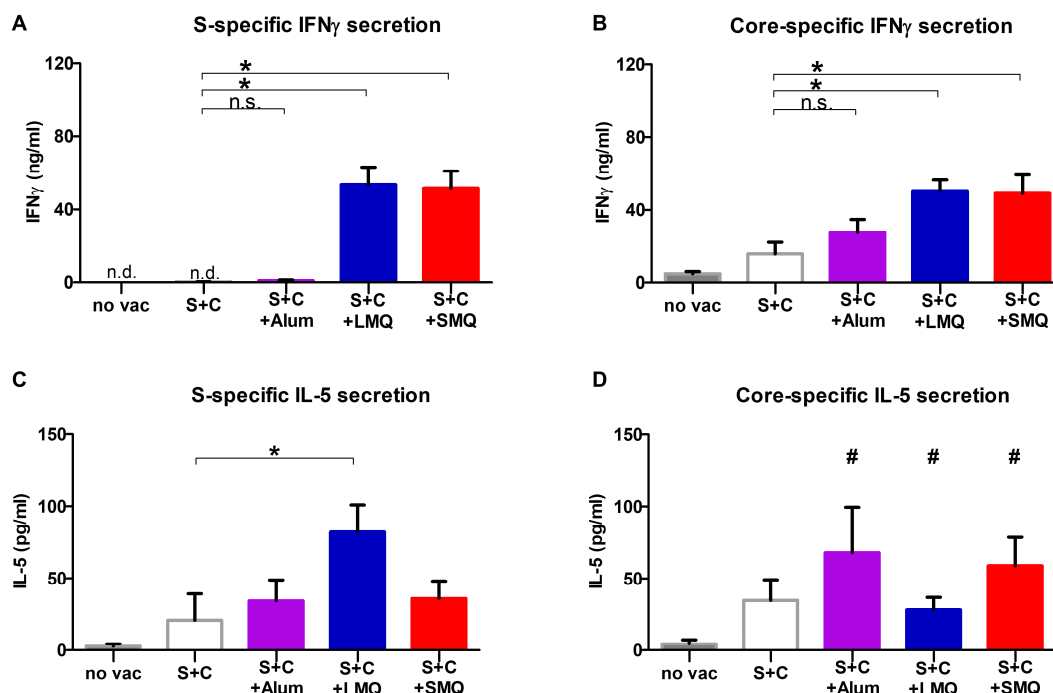 A
S-specific IFNγ secretion
IFNγ (ng/ml)
120
80
40
0
*
*
n.s.
n.d.
n.d.
no vac
S+C
S+C
+Alum
S+C
+LMQ
S+C
+SMQ
B
Core-specific IFNγ secretion
IFNγ (ng/ml)
120
80
40
0
*
*
n.s.
no vac
S+C
S+C
+Alum
S+C
+LMQ
S+C
+SMQ
C
S-specific IL-5 secretion
IL-5 (pg/ml)
150
100
50
0
*
no vac
S+C
S+C
+Alum
S+C
+LMQ
S+C
+SMQ
D
Core-specific IL-5 secretion
IL-5 (pg/ml)
150
100
50
0
#
#
#
no vac
S+C
S+C
+Alum
S+C
+LMQ
S+C
+SMQ